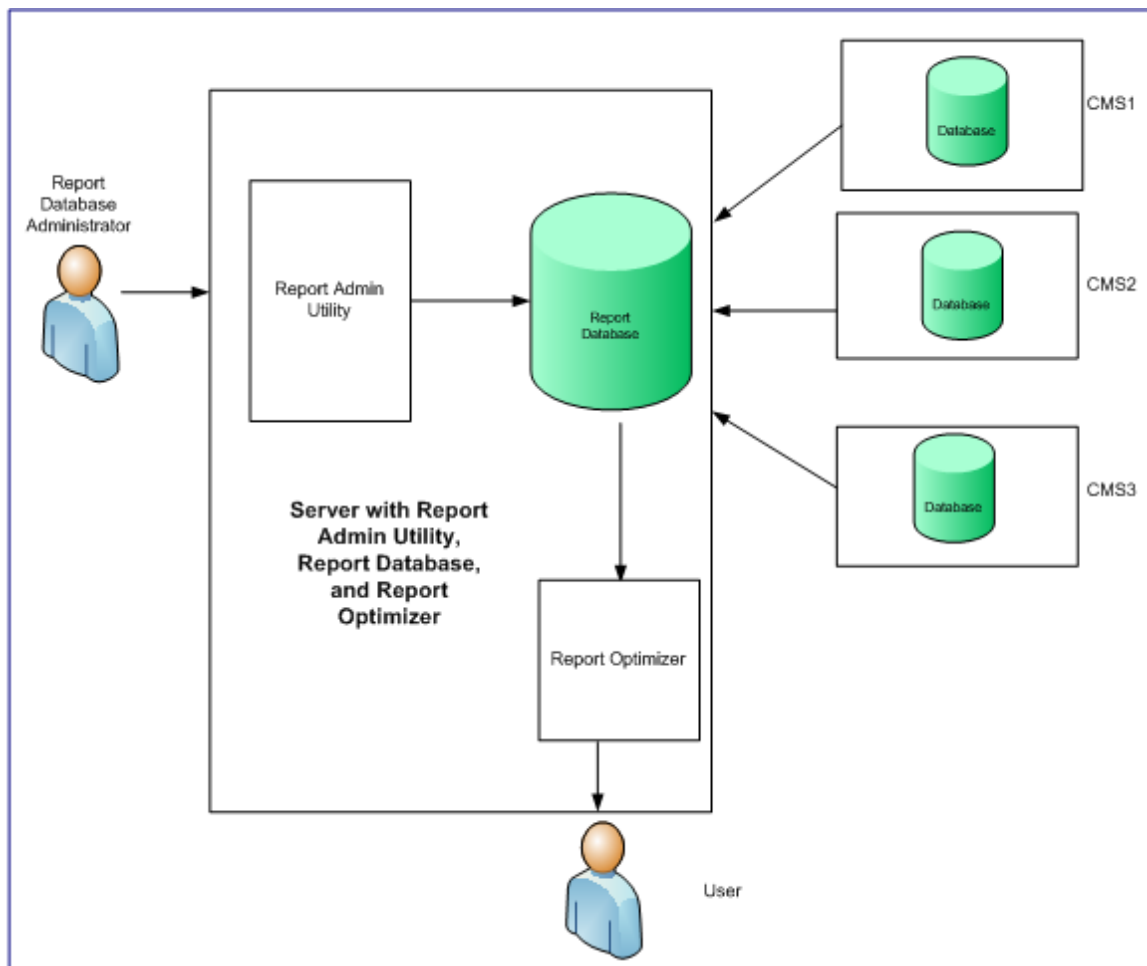 Report
Database
Administrator
Report Admin
Utility
Report
Database
Server with Report
Admin Utility,
Report Database,
and Report
Optimizer
Report Optimizer
User
Database
CMS1
Database
CMS2
Database
CMS3